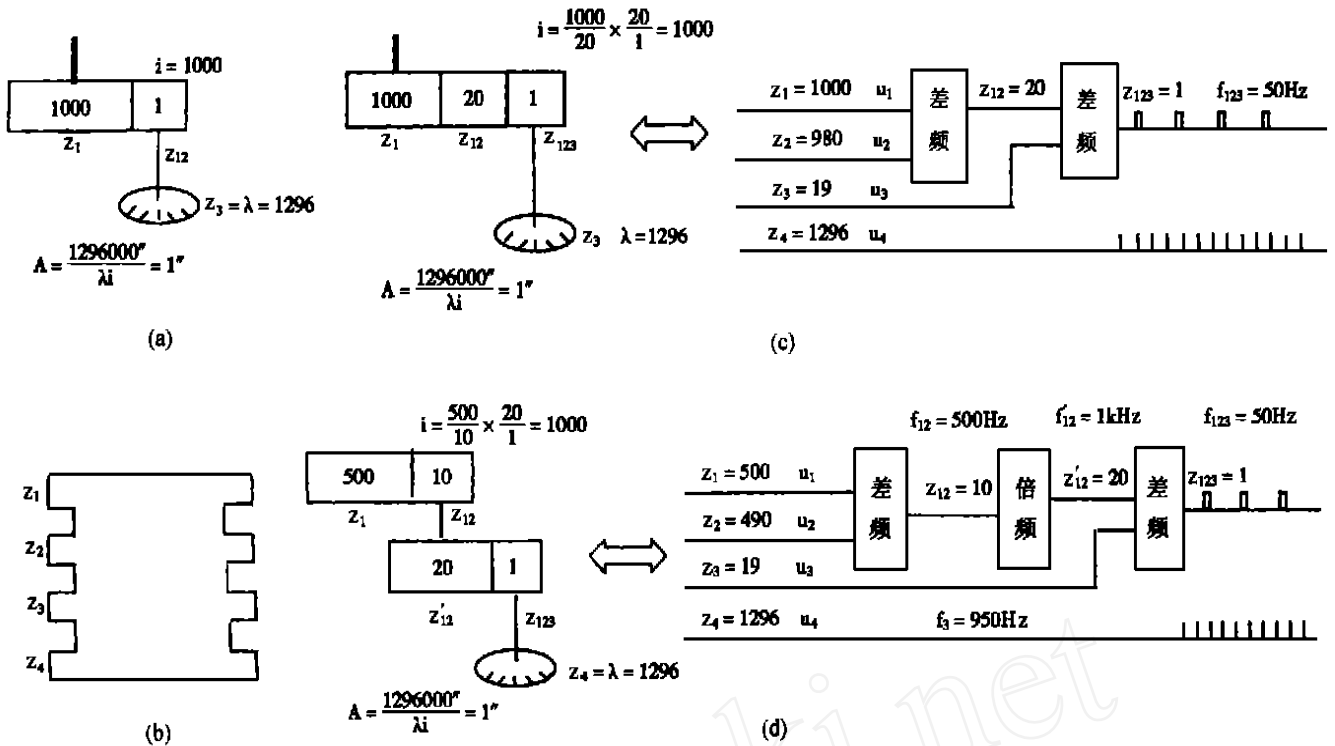 i = 1000
1000 1
z₁
z₁₂
z₃ = λ = 1296
A = 1296000″/λi = 1″
(a)
i = 1000/20 × 20/1 = 1000
1000 20 1
z₁ z₁₂ z₁₂₃
z₃ λ = 1296
A = 1296000″/λi = 1″
z₁ = 1000 u₁
z₂ = 980 u₂
z₃ = 19 u₃
z₄ = 1296 u₄
差频
z₁₂ = 20
差频
z₁₂₃ = 1 f₁₂₃ = 50Hz
(c)
z₁
z₂
z₃
z₄
(b)
i = 500/10 × 20/1 = 1000
500 10
z₁ z₁₂
20 1
z′₁₂ z₁₂₃
z₄ = λ = 1296
A = 1296000″/λi = 1″
f₁₂ = 500Hz f′₁₂ = 1kHz f₁₂₃ = 50Hz
z₁ = 500 u₁
z₂ = 490 u₂
z₃ = 19 u₃
z₄ = 1296 u₄
差频
z₁₂ = 10
倍频
z′₁₂ = 20
差频
z₁₂₃ = 1
f₃ = 950Hz
(d)